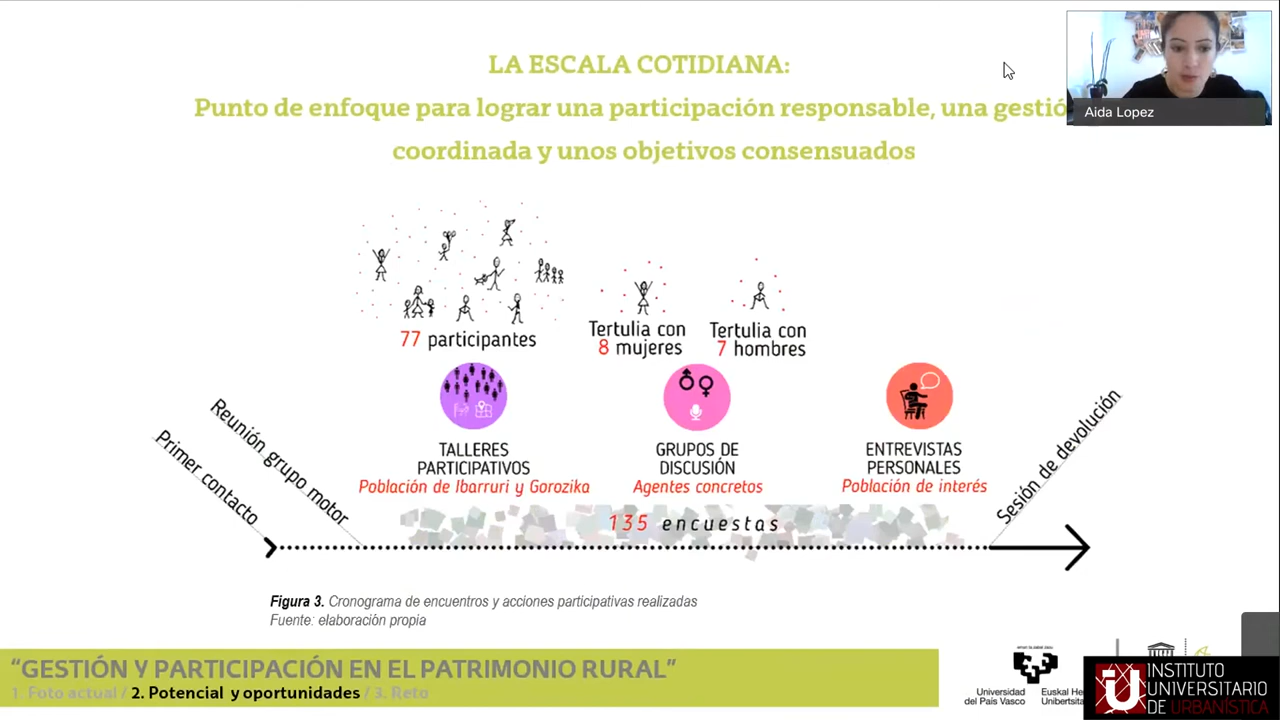 LA ESCALA COTIDIANA:
Punto de enfoque para lograr una participación responsable, una gestió
coordinada y unos objetivos consensuados
Aida Lopez
77 participantes
Tertulia con
8 mujeres
Tertulia con
7 hombres
Primer contacto
Reunión grupo motor
TALLERES
PARTICIPATIVOS
Población de Ibarruri y Gorozika
GRUPOS DE
DISCUSIÓN
Agentes concretos
ENTREVISTAS
PERSONALES
Población de interés
Sesión de devolución
135 encuestas
Figura 3. Cronograma de encuentros y acciones participativas realizadas
Fuente: elaboración propia
“GESTIÓN Y PARTICIPACIÓN EN EL PATRIMONIO RURAL”
1. Foto actual / 2. Potencial y oportunidades / 3. Reto
Universidad
del País Vasco
Euskal He
Unibertsita
INSTITUTO
UNIVERSITARIO
DE URBANÍSTICA